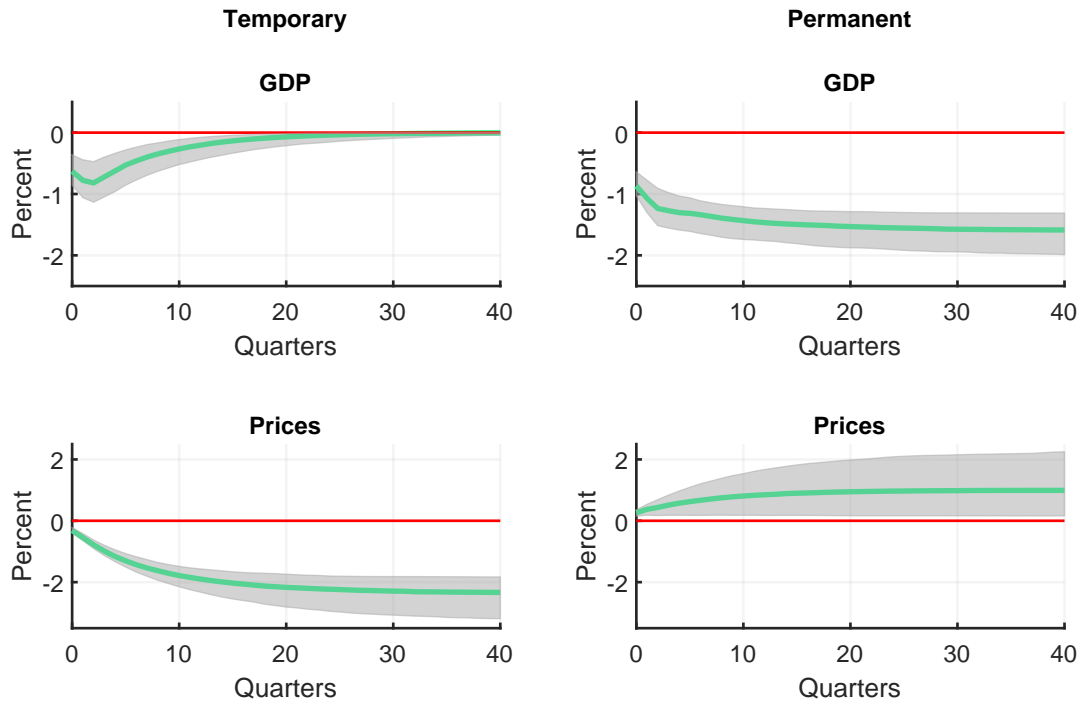 Temporary
Permanent
GDP
GDP
Percent
0
-1
-2
0 10 20 30 40
Quarters
Percent
0
-1
-2
0 10 20 30 40
Quarters
Prices
Prices
Percent
2
0
-2
0 10 20 30 40
Quarters
Percent
2
0
-2
0 10 20 30 40
Quarters